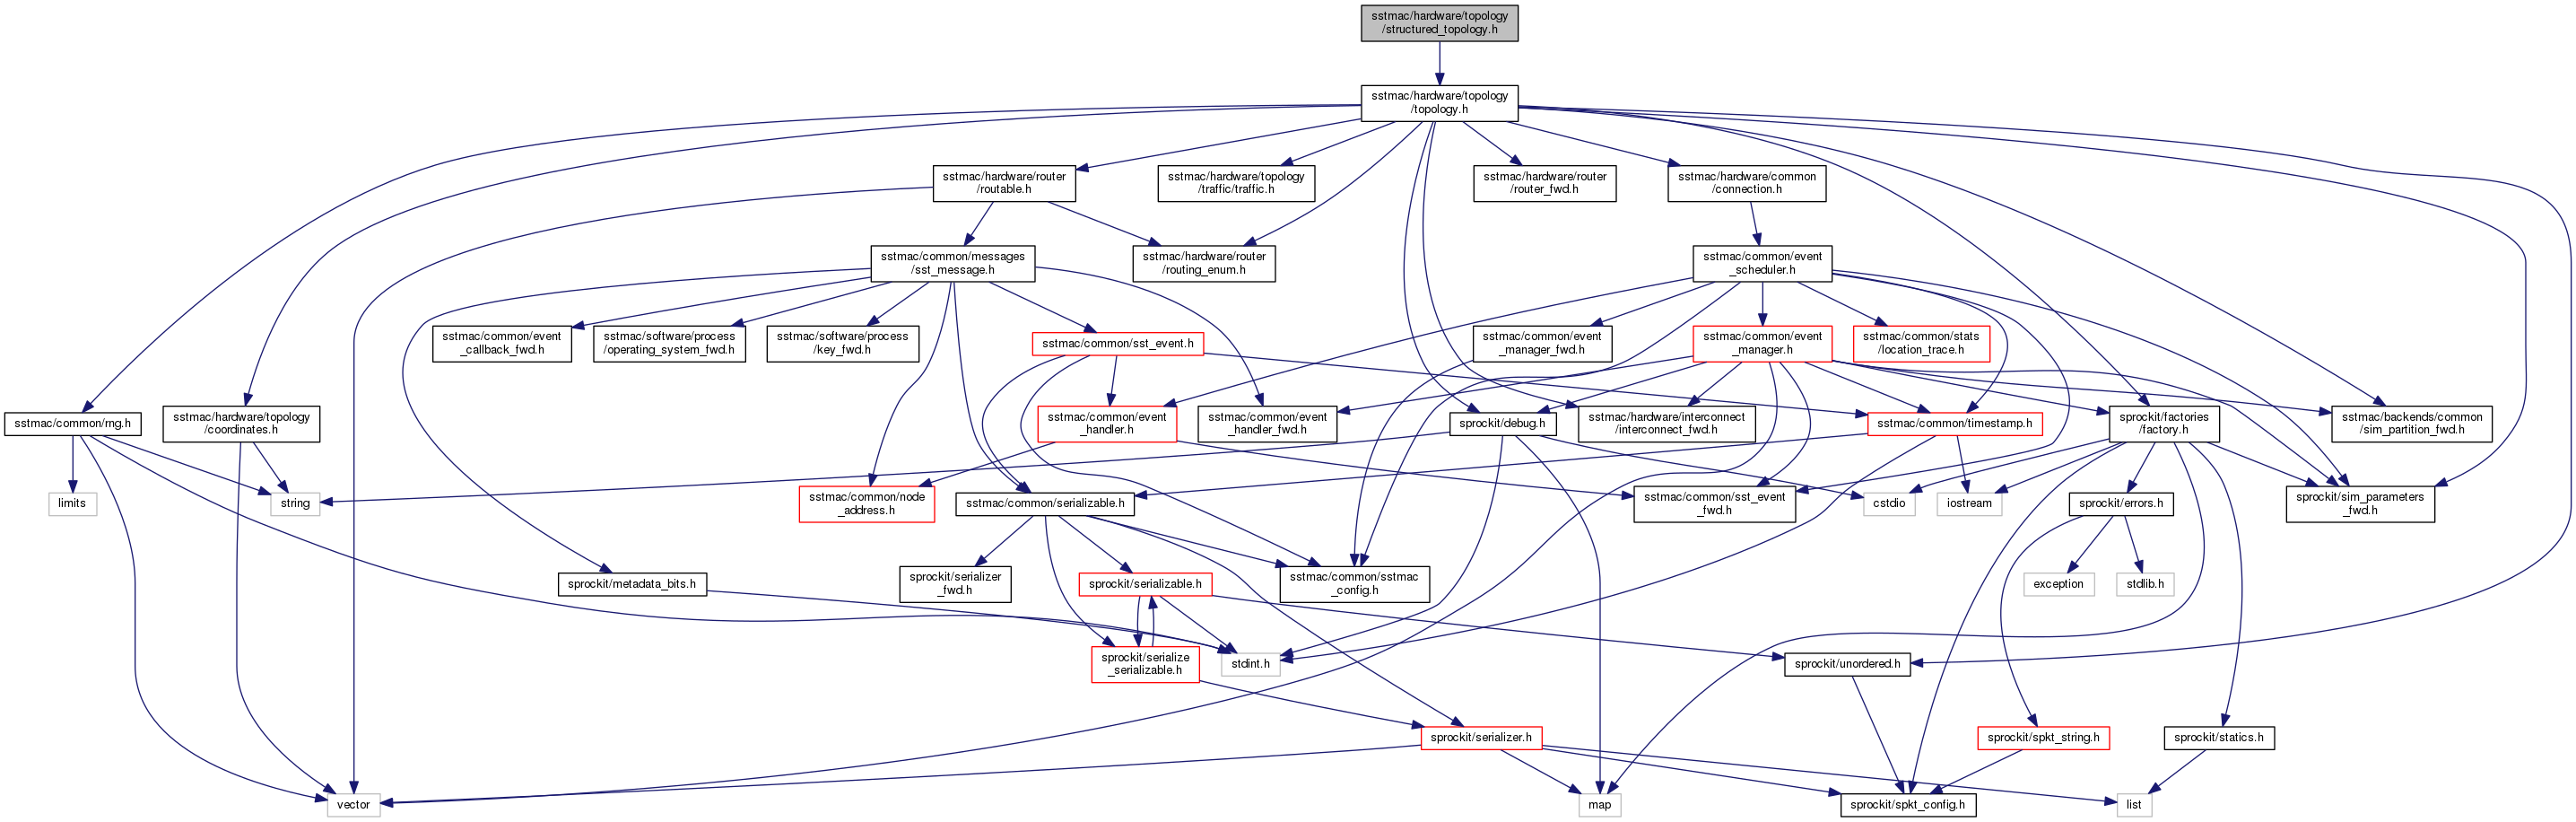 sstmac/hardware/topology
/structured_topology.h
sstmac/hardware/topology
/topology.h
sstmac/hardware/router
/routable.h
sstmac/hardware/topology
/traffic/traffic.h
sstmac/hardware/router
/router_fwd.h
sstmac/hardware/common
/connection.h
sstmac/common/messages
/sst_message.h
sstmac/hardware/router
/routing_enum.h
sstmac/common/event
_scheduler.h
sstmac/common/event
_callback_fwd.h
sstmac/software/process
/operating_system_fwd.h
sstmac/software/process
/key_fwd.h
sstmac/common/sst_event.h
sstmac/common/event
_manager_fwd.h
sstmac/common/event
_manager.h
sstmac/common/stats
/location_trace.h
sstmac/common/rng.h
sstmac/hardware/topology
/coordinates.h
sstmac/common/event
_handler.h
sstmac/common/event
_handler_fwd.h
sprockit/debug.h
sstmac/hardware/interconnect
/interconnect_fwd.h
sstmac/common/timestamp.h
sprockit/factories
/factory.h
sstmac/backends/common
/sim_partition_fwd.h
limits
string
sstmac/common/node
_address.h
sstmac/common/serializable.h
sstmac/common/sst_event
_fwd.h
cstdio
iostream
sprockit/errors.h
sprockit/sim_parameters
_fwd.h
sprockit/metadata_bits.h
sprockit/serializer
_fwd.h
sprockit/serializable.h
sstmac/common/sstmac
_config.h
exception
stdlib.h
sprockit/serialize
_serializable.h
stdint.h
sprockit/unordered.h
sprockit/serializer.h
sprockit/spkt_string.h
sprockit/statics.h
vector
map
sprockit/spkt_config.h
list